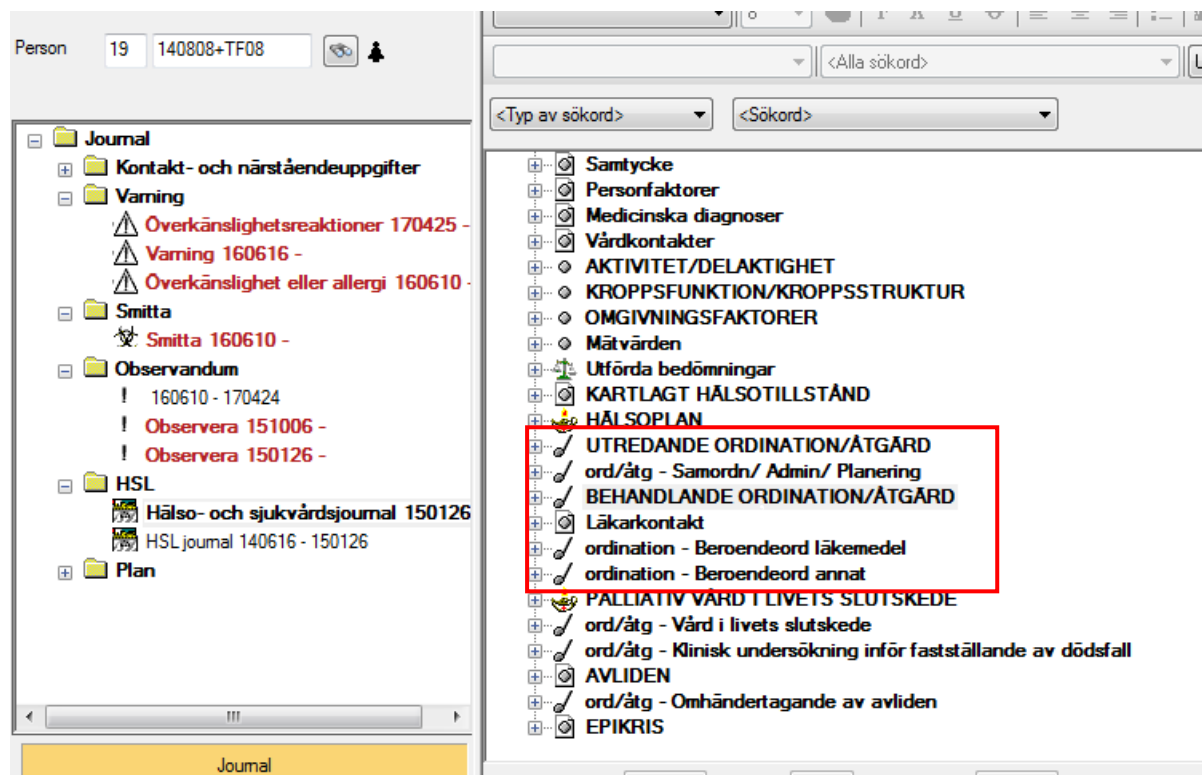 8
F K U
Person 19 140808+TF08
<Alla sökord>
<Typ av sökord> <Sökord>
Journal
Kontakt- och närståendeuppgifter
Varning
Överkänslighetsreaktioner 170425 -
Varning 160616 -
Överkänslighet eller allergi 160610 -
Smitta
Smitta 160610 -
Observandum
160610 - 170424
Observera 151006 -
Observera 150126 -
HSL
Hälso- och sjukvårdsjournal 150126
HSL journal 140616 - 150126
Plan
Journal
Samtycke
Personfaktorer
Medicinska diagnoser
Vårdkontakter
AKTIVITET/DELAKTIGHET
KROPPSFUNKTION/KROPPSSTRUKTUR
OMGIVNINGSFAKTORER
Mätvärden
Utförda bedömningar
KARTLAGT HÄLSOTILLSTÅND
HÄLSOPLAN
UTREDANDE ORDINATION/ÅTGÄRD
ord/åtg - Samordn/ Admin/ Planering
BEHANDLANDE ORDINATION/ÅTGÄRD
Läkarkontakt
ordination - Beroendeord läkemedel
ordination - Beroendeord annat
PALLIATIV VÅRD I LIVETS SLUTSKEDE
ord/åtg - Vård i livets slutskede
ord/åtg - Klinisk undersökning inför fastställande av dödsfall
AVLIDEN
ord/åtg - Omhändertagande av avliden
EPIKRIS